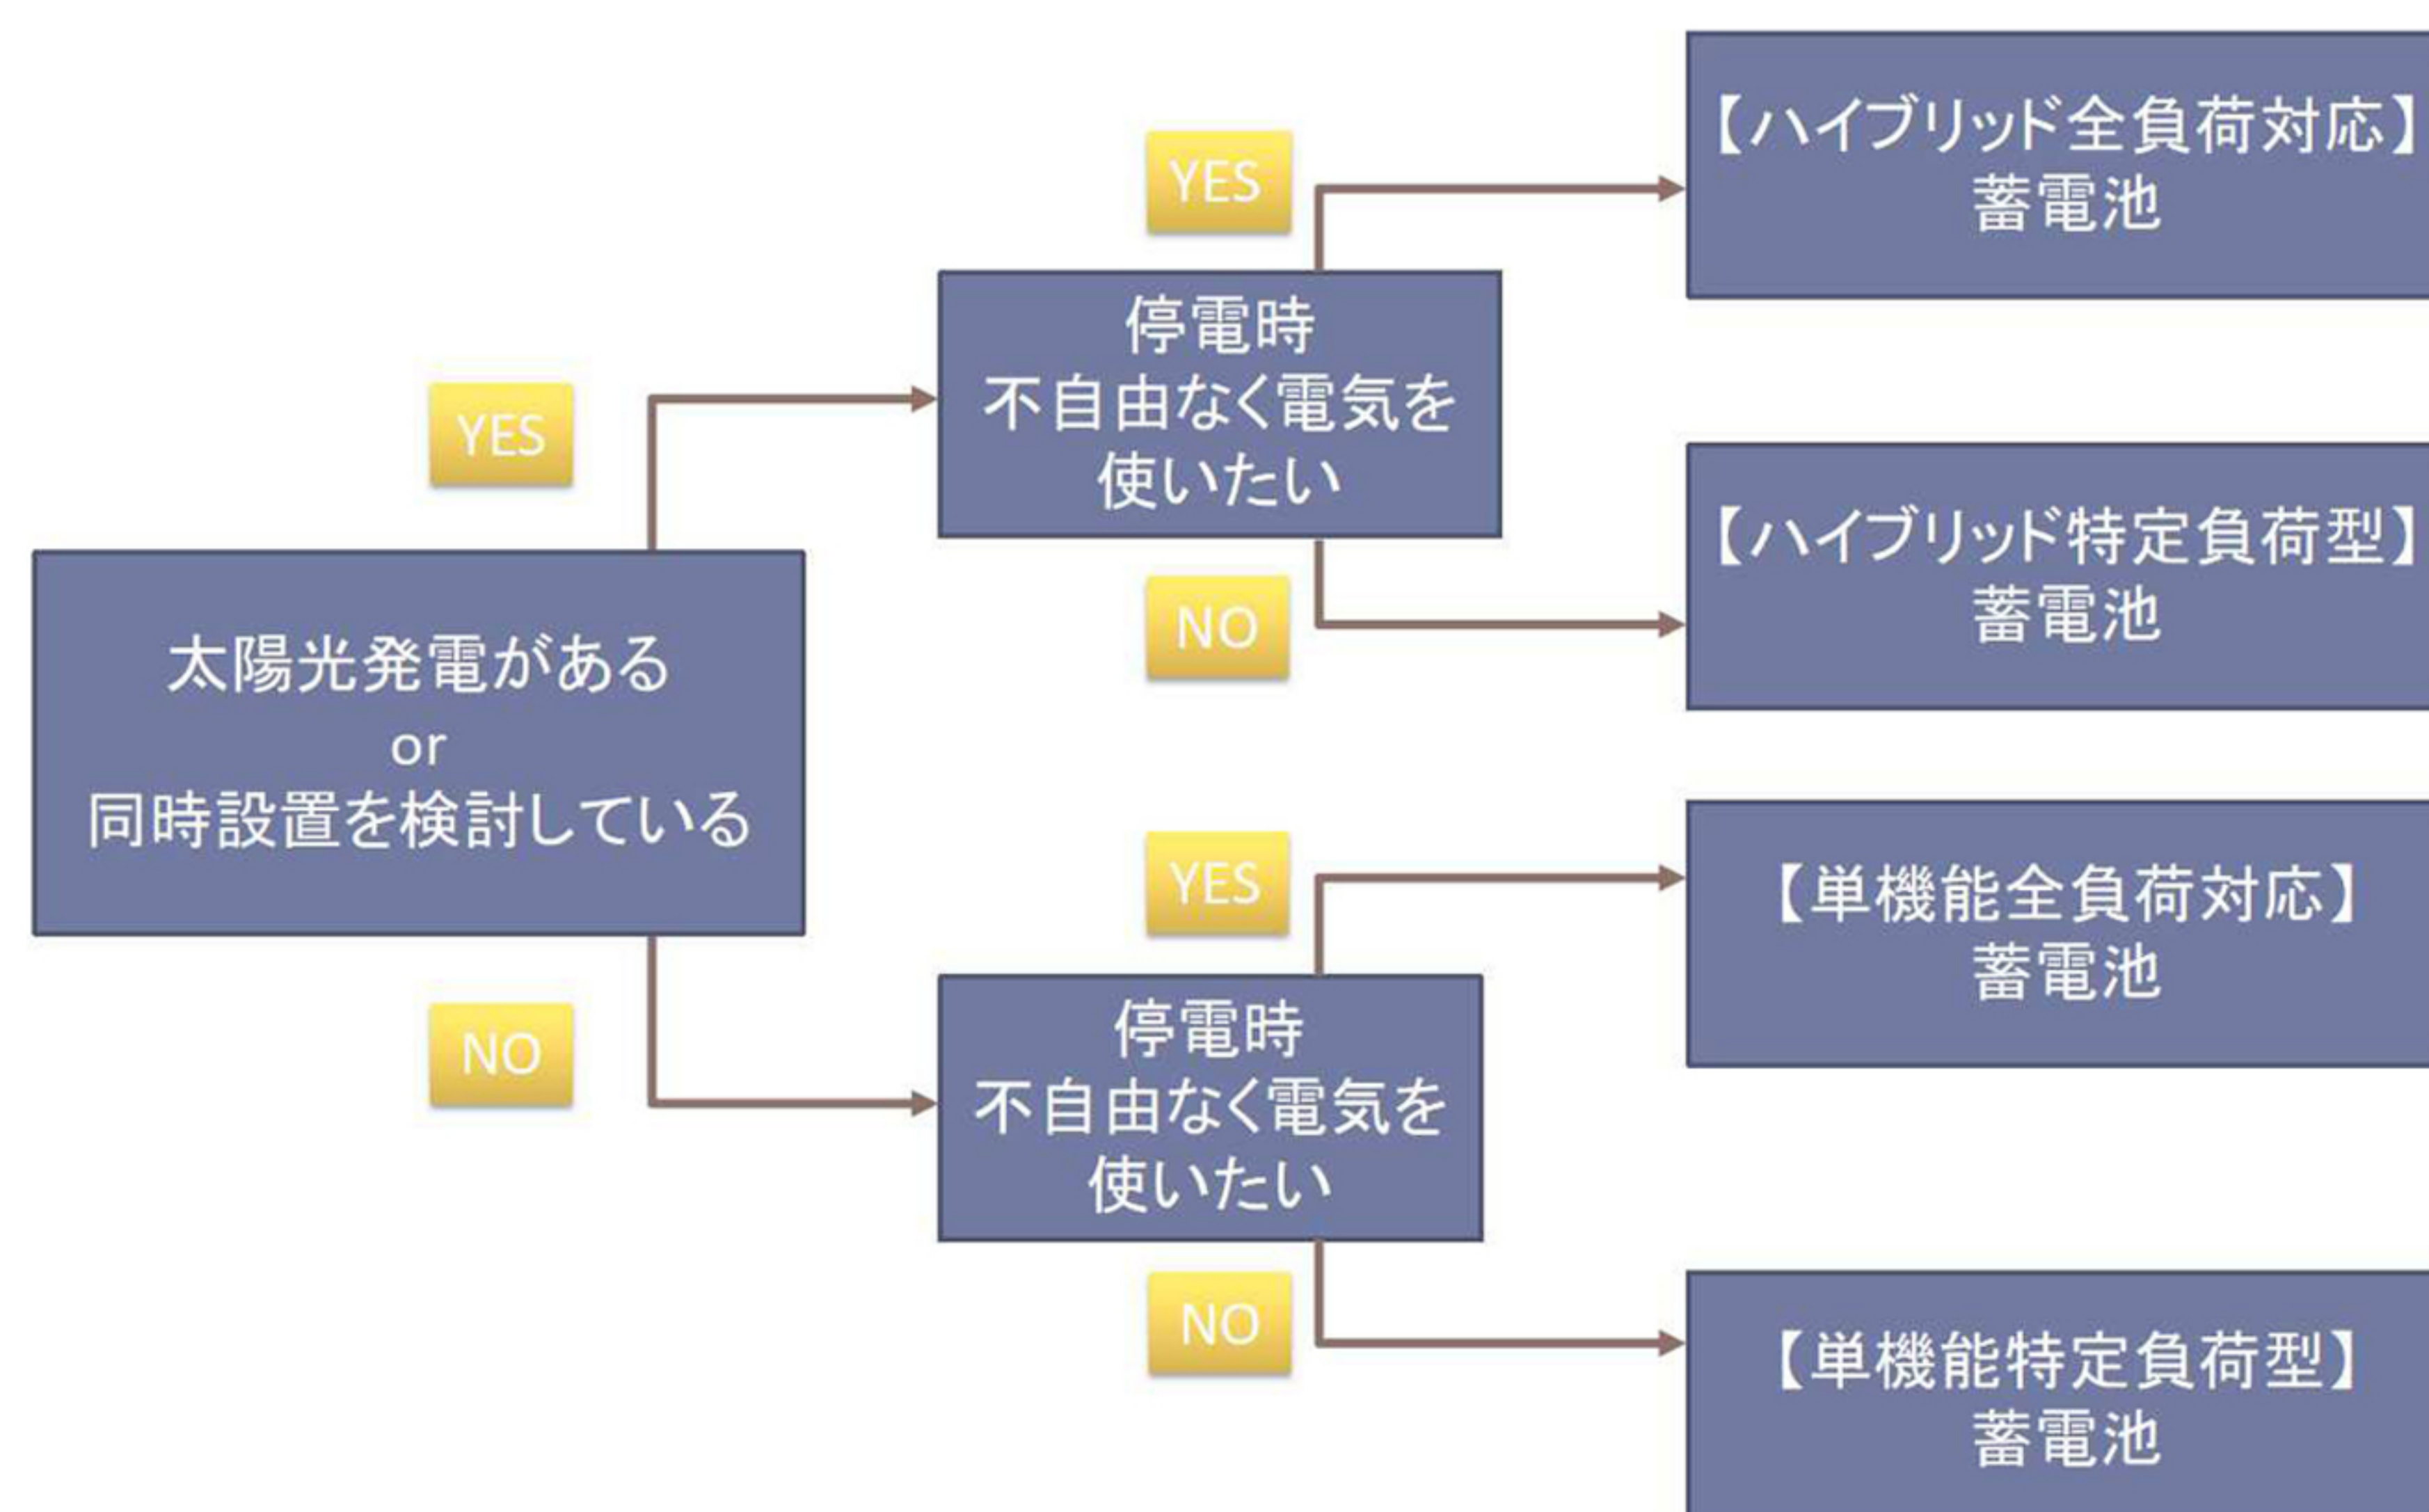 太陽光発電がある
or
同時設置を検討している
YES
停電時
不自由なく電気を
使いたい
YES
【ハイブリッド全負荷対応】
蓄電池
NO
【ハイブリッド特定負荷型】
蓄電池
NO
停電時
不自由なく電気を
使いたい
YES
【単機能全負荷対応】
蓄電池
NO
【単機能特定負荷型】
蓄電池